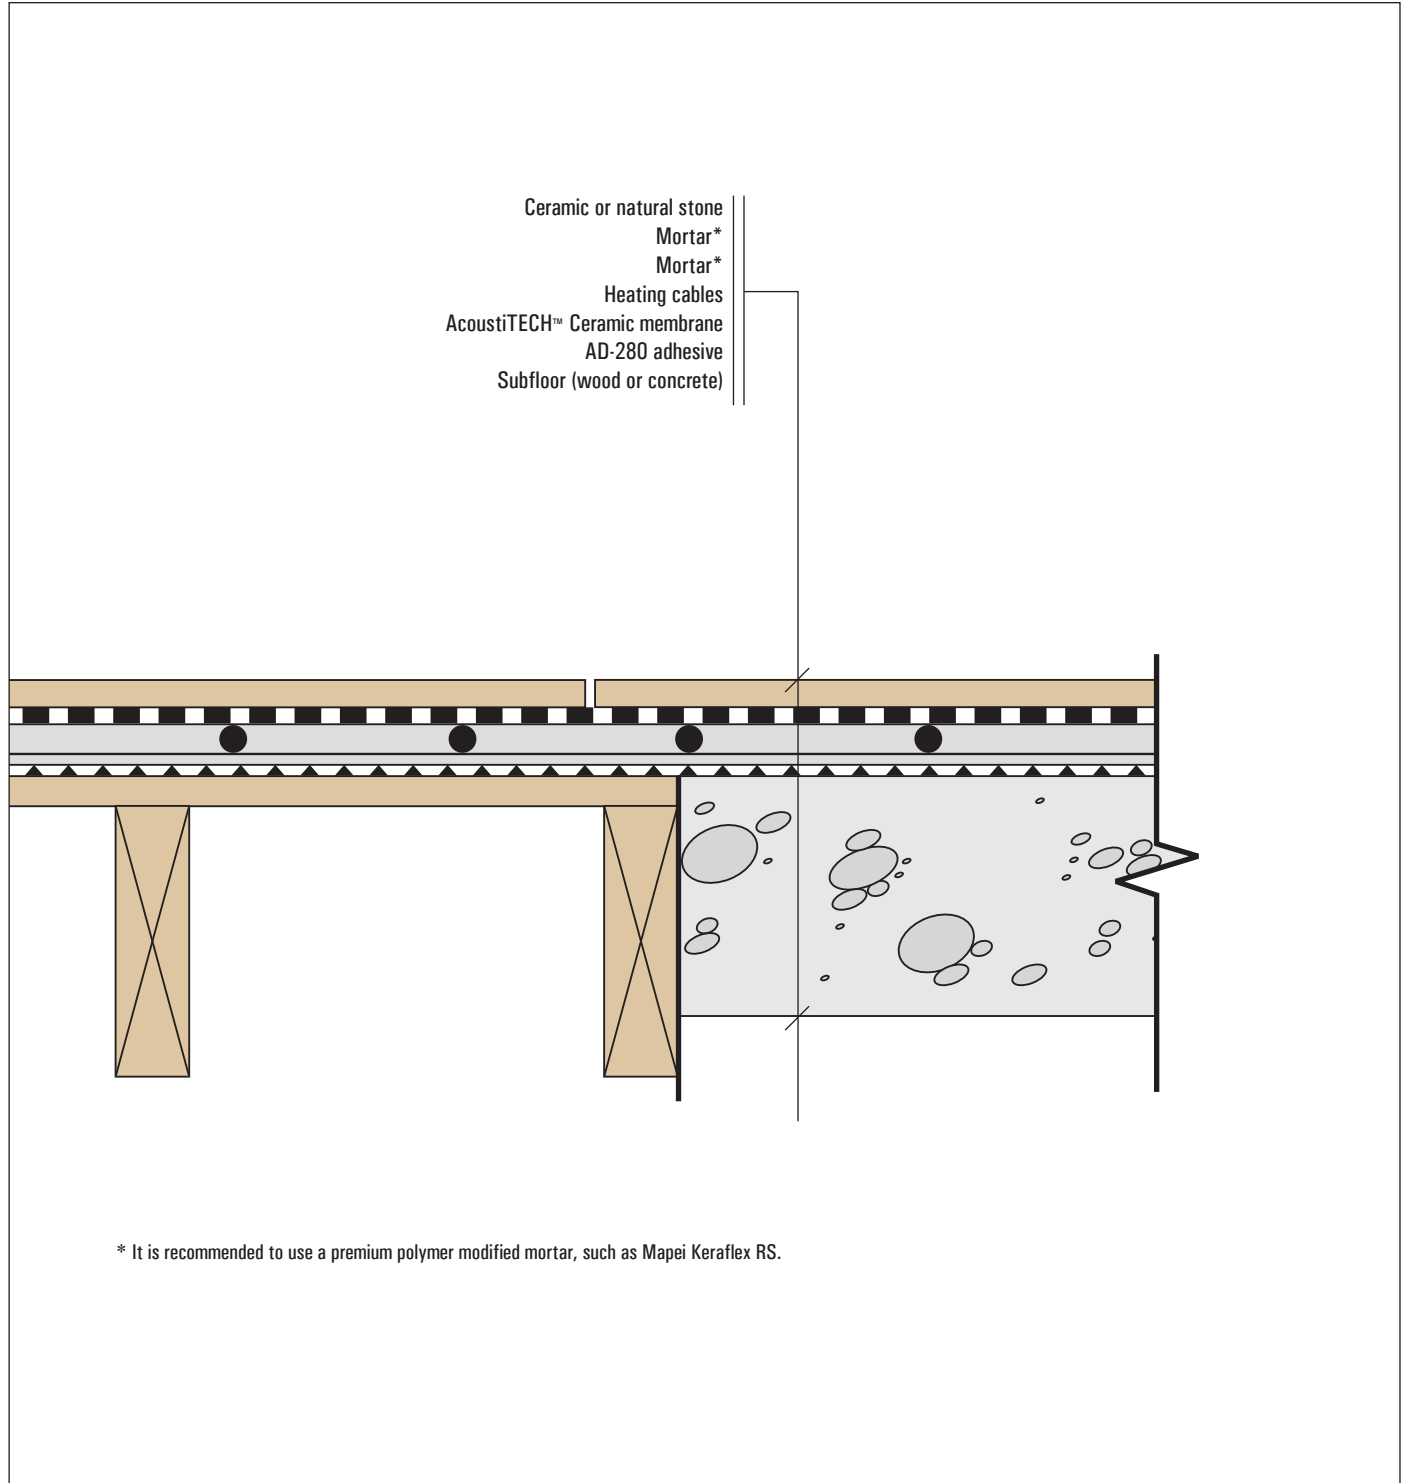 Ceramic or natural stone
Mortar*
Mortar*
Heating cables
AcoustiTECH™ Ceramic membrane
AD-280 adhesive
Subfloor (wood or concrete)
* It is recommended to use a premium polymer modified mortar, such as Mapei Keraflex RS.